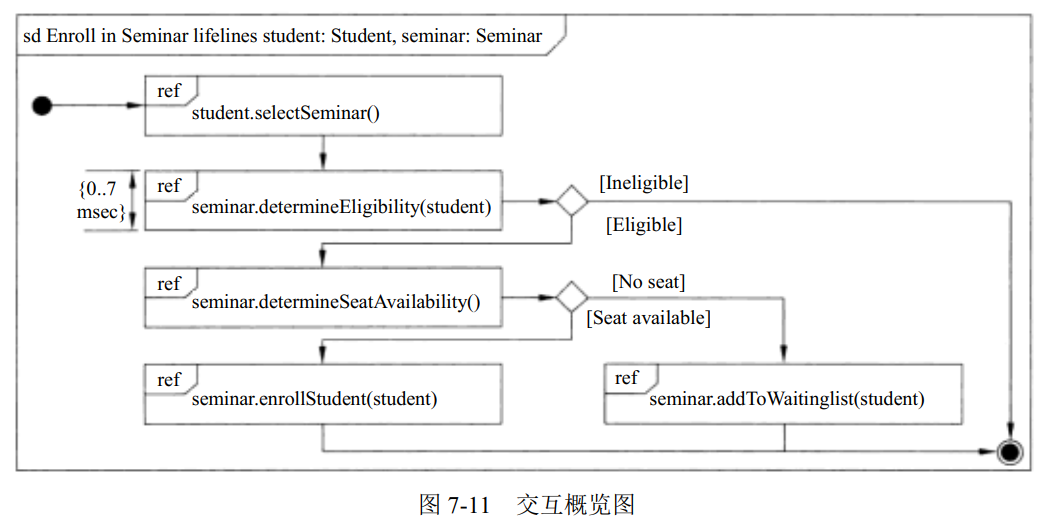 sd Enroll in Seminar lifelines student: Student, seminar: Seminar
ref
student.selectSeminar()
{0..7
msec}
ref
seminar.determineEligibility(student)
[Ineligible]
[Eligible]
ref
seminar.determineSeatAvailability()
[No seat]
[Seat available]
ref
seminar.enrollStudent(student)
ref
seminar.addToWaitinglist(student)
图 7-11 交互概览图